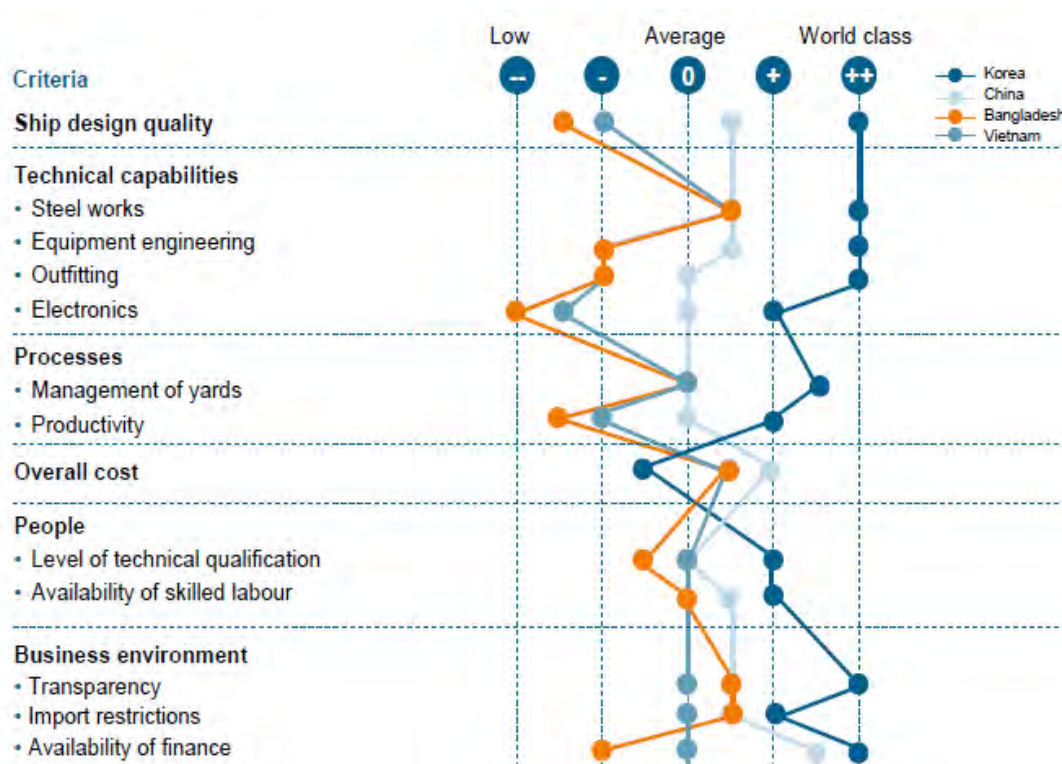 Low Average World class
Criteria -- - 0 + ++
Korea
China
Bangladesh
Vietnam
Ship design quality
Technical capabilities
• Steel works
• Equipment engineering
• Outfitting
• Electronics
Processes
• Management of yards
• Productivity
Overall cost
People
• Level of technical qualification
• Availability of skilled labour
Business environment
• Transparency
• Import restrictions
• Availability of finance